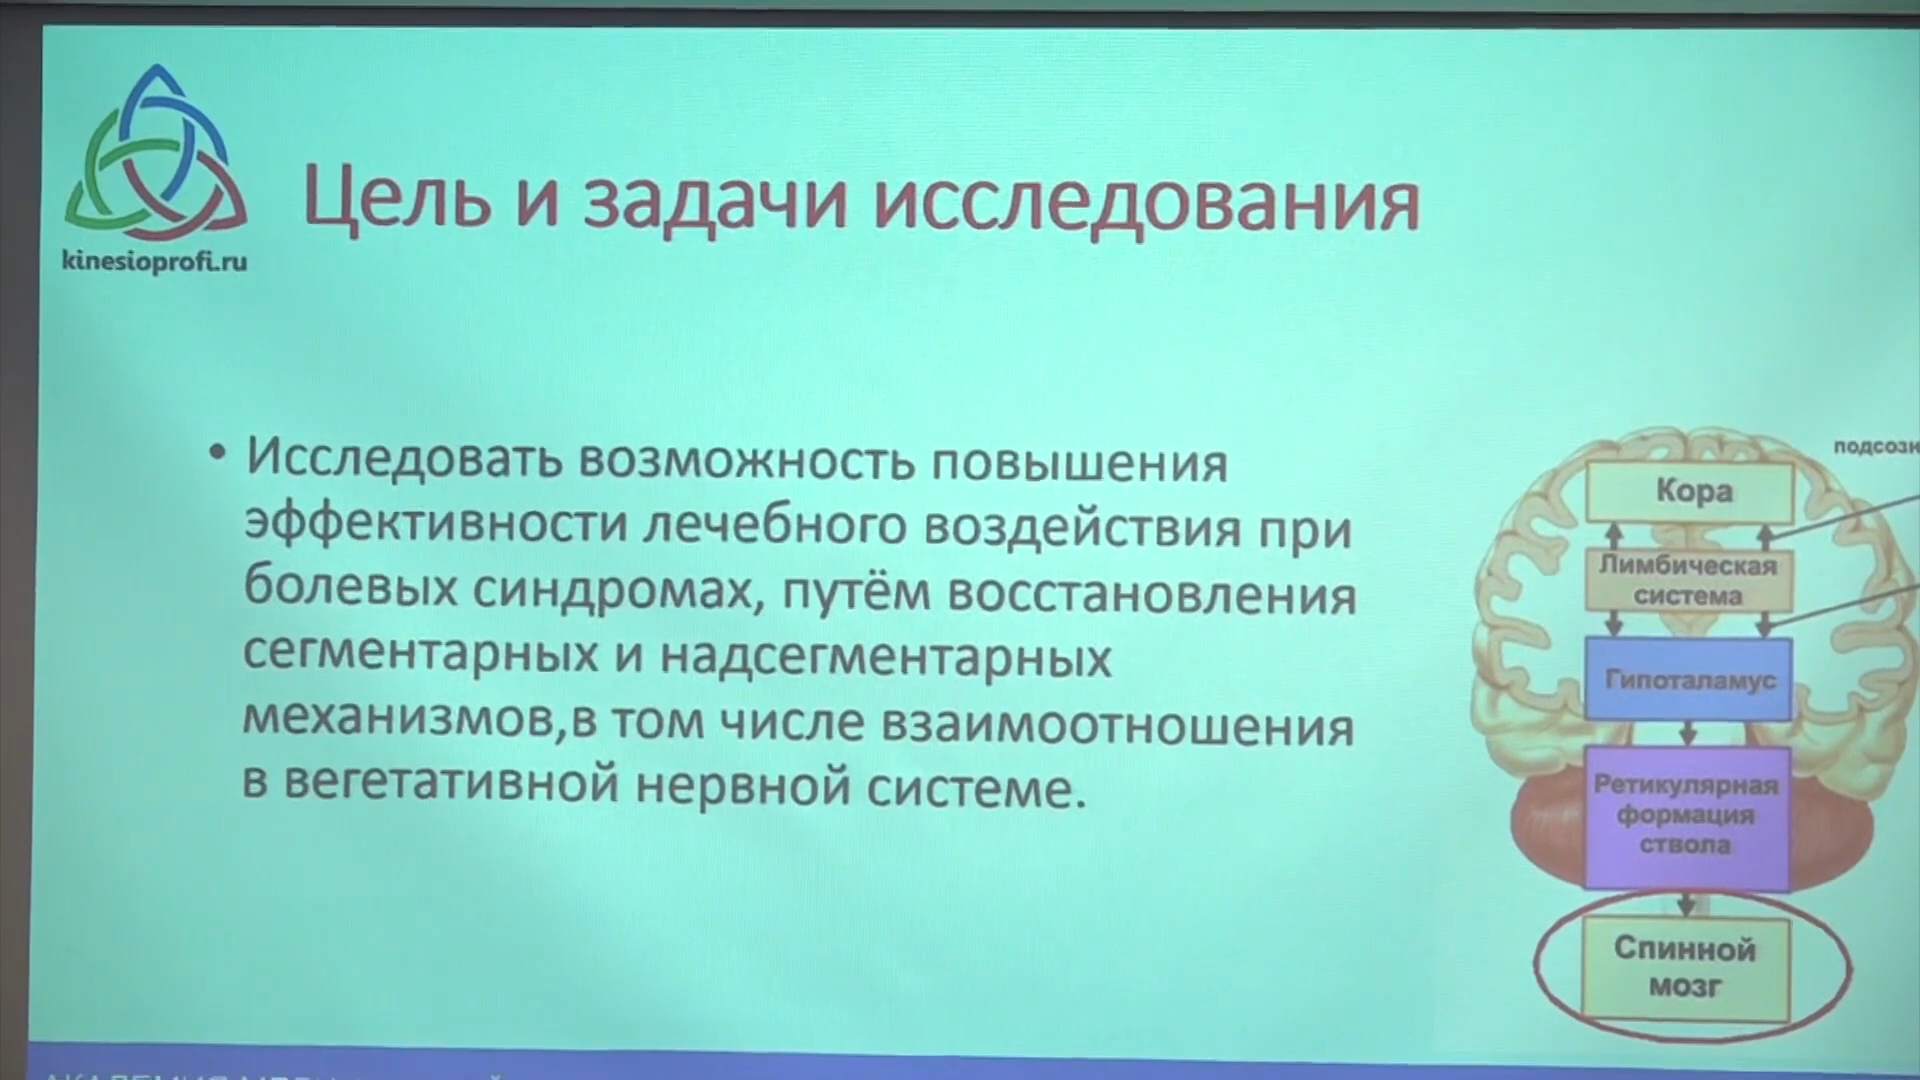 kinesioprofi.ru
Цель и задачи исследования
• Исследовать возможность повышения
эффективности лечебного воздействия при
болевых синдромах, путём восстановления
сегментарных и надсегментарных
механизмов,в том числе взаимоотношения
в вегетативной нервной системе.
Кора
Лимбическая
система
Гипоталамус
Ретикулярная
формация
ствола
Спинной
мозг